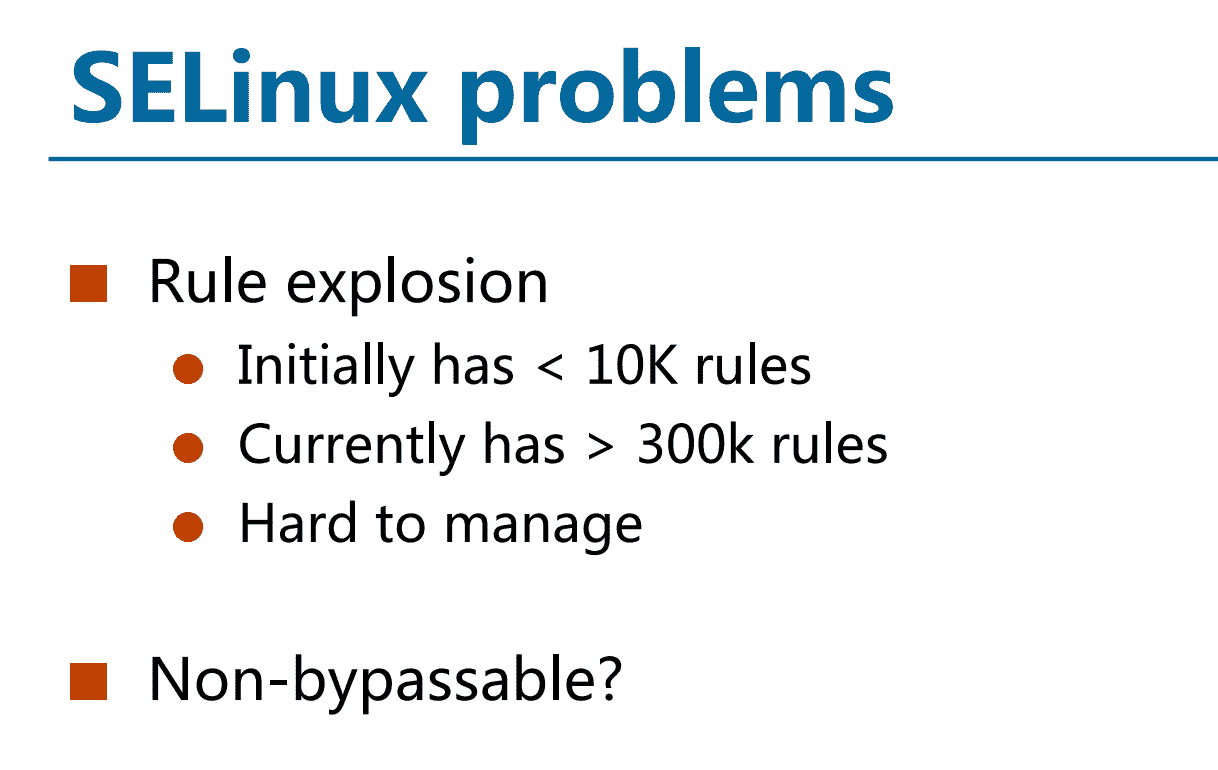 SELinux problems
Rule explosion
Initially has < 10K rules
Currently has > 300k rules
Hard to manage
Non-bypassable?